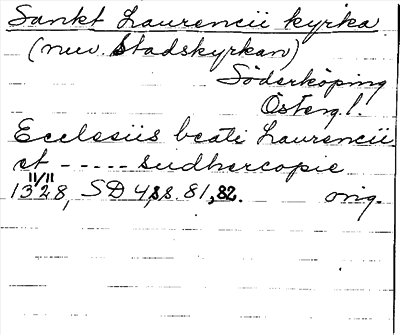 Sankt Laurencii kyrka
(nuv. Stadskyrkan)
Söderköping
Österg. l.
Ecclesiis beati Laurencii
et ----- sudhercopie
11/11
1328, SD 4, s. 81, 82. orig.